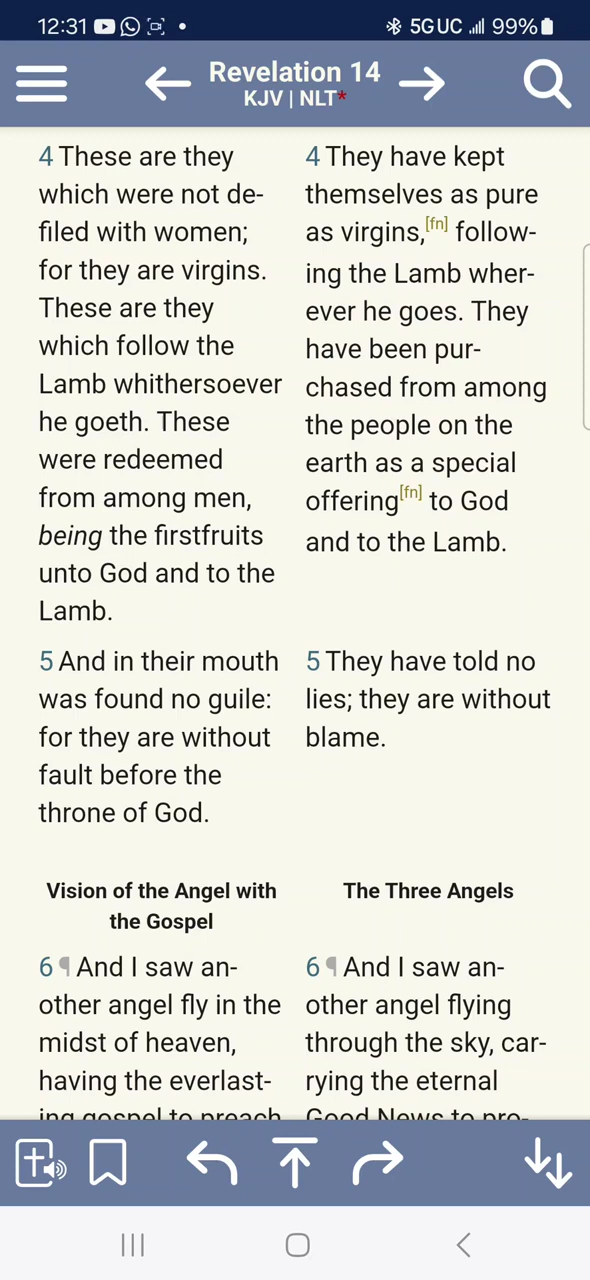 12:31
5G UC 99%
Revelation 14
KJV | NLT*
4 These are they
which were not de-
filed with women;
for they are virgins.
These are they
which follow the
Lamb whithersoever
he goeth. These
were redeemed
from among men,
being the firstfruits
unto God and to the
Lamb.
4 They have kept
themselves as pure
as virgins,[fn] follow-
ing the Lamb wher-
ever he goes. They
have been pur-
chased from among
the people on the
earth as a special
offering[fn] to God
and to the Lamb.
5 And in their mouth
was found no guile:
for they are without
fault before the
throne of God.
5 They have told no
lies; they are without
blame.
Vision of the Angel with
the Gospel
The Three Angels
6 ¶ And I saw an-
other angel fly in the
midst of heaven,
having the everlast-
ing gospel to preach
6 ¶ And I saw an-
other angel flying
through the sky, car-
rying the eternal
Good News to pro-